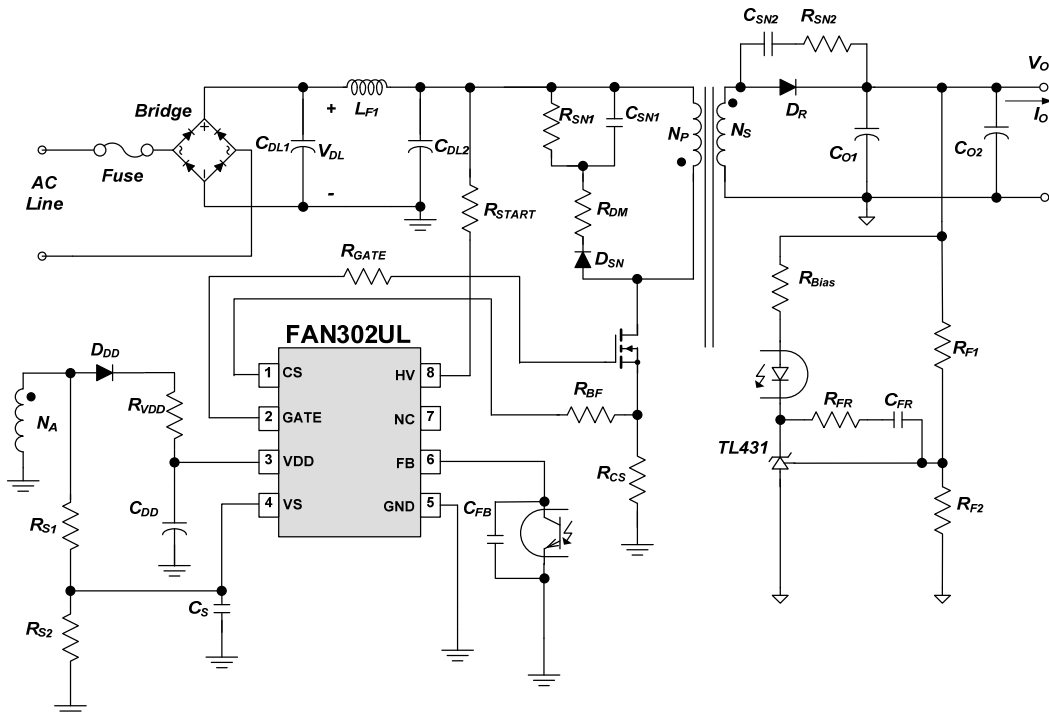 CSN2
RSN2
VO
Bridge
+
LF1
RSN1
CSN1
NP
NS
DR
IO
CDL1
VDL
CDL2
CO1
CO2
Fuse
AC
Line
-
RSTART
RDM
RGATE
DSN
RBias
FAN302UL
RF1
DDD
1
CS
HV
8
RBF
RFR
CFR
RVDD
NA
2
GATE
NC
7
TL431
3
VDD
FB
6
RCS
4
VS
GND
5
CDD
CFB
RF2
RS1
CS
RS2